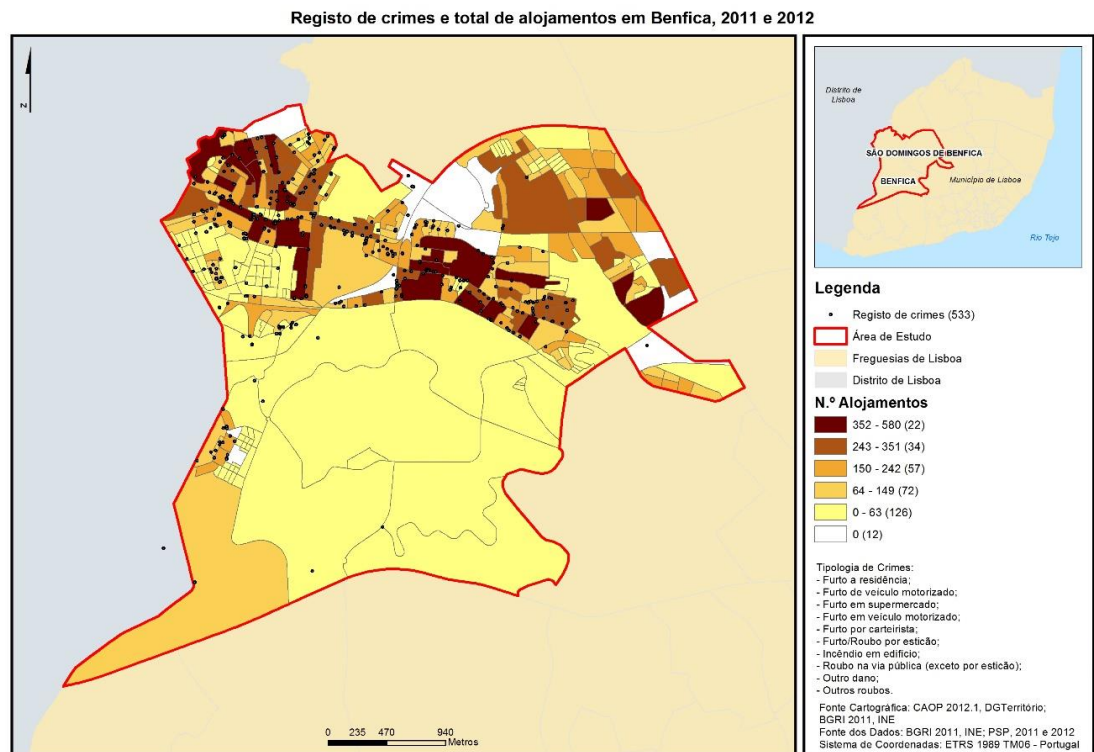 Registo de crimes e total de alojamentos em Benfica, 2011 e 2012
z
Distrito de
Lisboa
SÃO DOMINGOS DE BENFICA
BENFICA
Município de Lisboa
Rio Tejo
Legenda
Registo de crimes (533)
Área de Estudo
Freguesias de Lisboa
Distrito de Lisboa
N.º Alojamentos
352 - 580 (22)
243 - 351 (34)
150 - 242 (57)
64 - 149 (72)
0 - 63 (126)
0 (12)
Tipologia de Crimes:
- Furto a residência;
- Furto de veículo motorizado;
- Furto em supermercado;
- Furto em veículo motorizado;
- Furto por carteirista;
- Furto/Roubo por esticão;
- Incêndio em edifício;
- Roubo na via pública (exceto por esticão);
- Outro dano;
- Outros roubos.
Fonte Cartográfica: CAOP 2012.1, DGTerritório;
BGRI 2011, INE
Fonte dos Dados: BGRI 2011, INE; PSP, 2011 e 2012
Sistema de Coordenadas: ETRS 1989 TM06 - Portugal
0 235 470 940
Metros